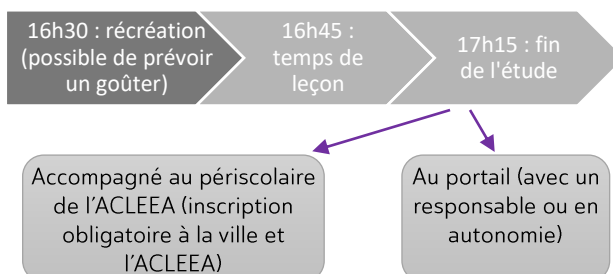 16h30 : récréation
(possible de prévoir
un goûter)
16h45 :
temps de
leçon
17h15 : fin
de l'étude
Accompagné au périscolaire
de l'ACLEEA (inscription
obligatoire à la ville et
l'ACLEEA)
Au portail (avec un
responsable ou en
autonomie)